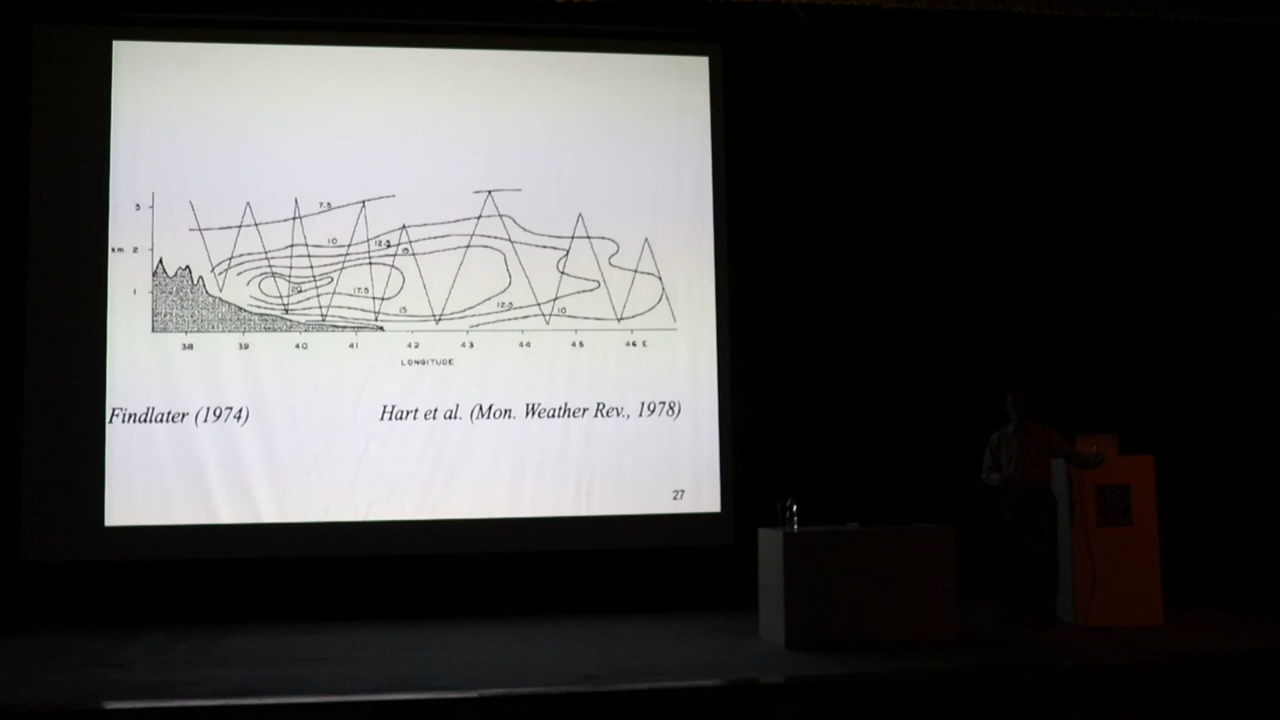 3
7.5
10
12.5
15
km 2
20
17.5
1
15
12.5
10
38 39 40 41 42 43 44 45 46 E
LONGITUDE
Findlater (1974)
Hart et al. (Mon. Weather Rev., 1978)
27